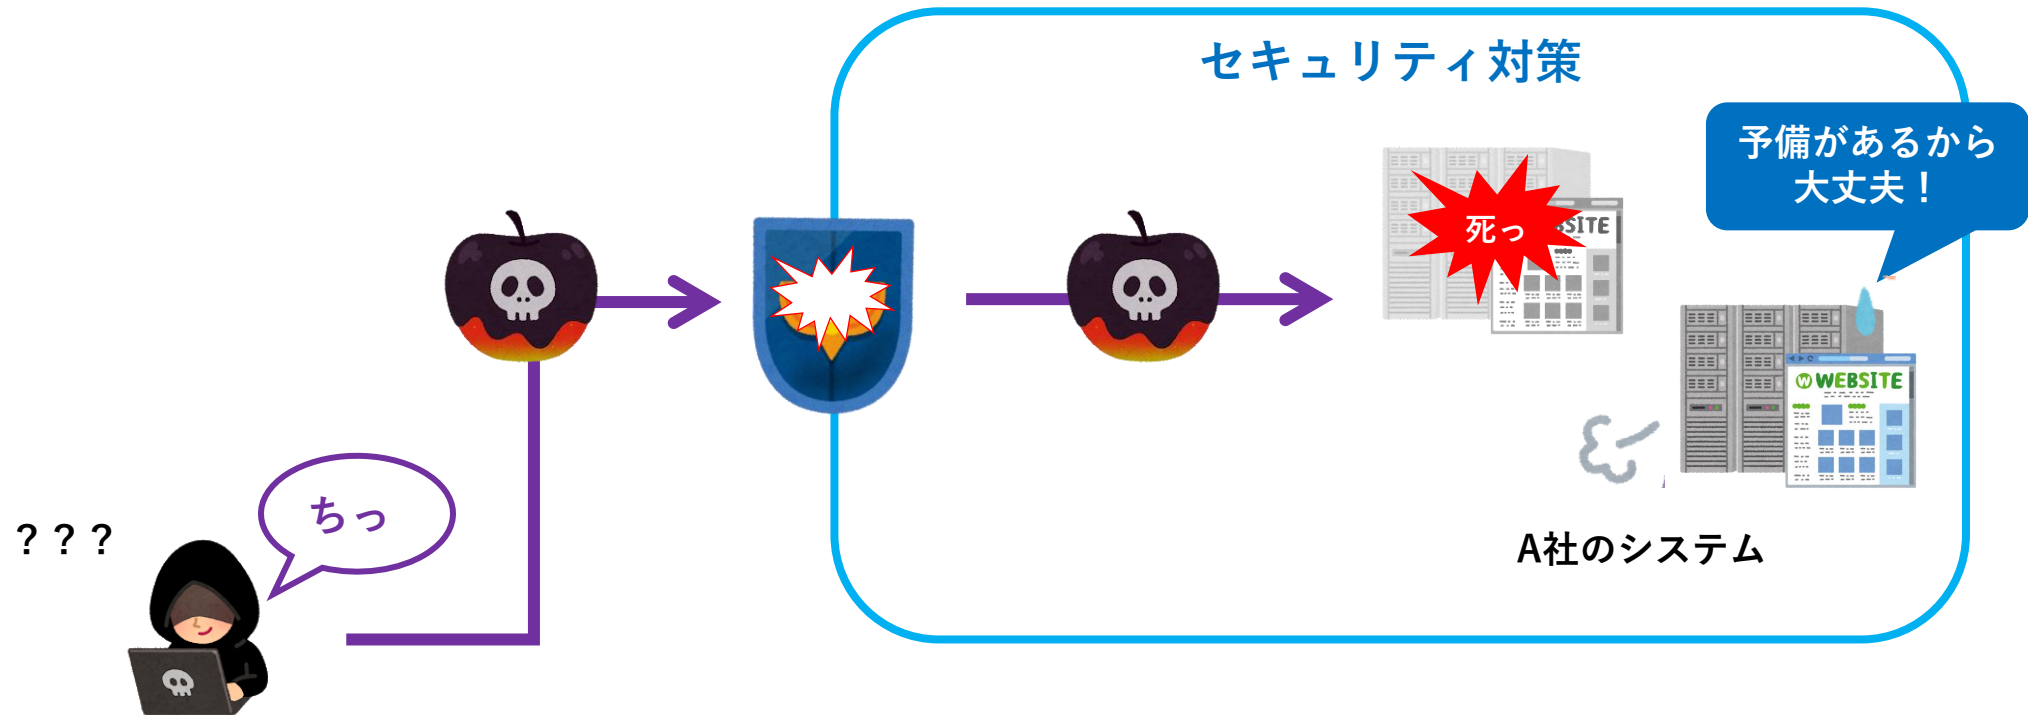 セキュリティ対策
予備があるから
大丈夫！
死っ
SITE
W WEBSITE
ちっ
？？？
A社のシステム